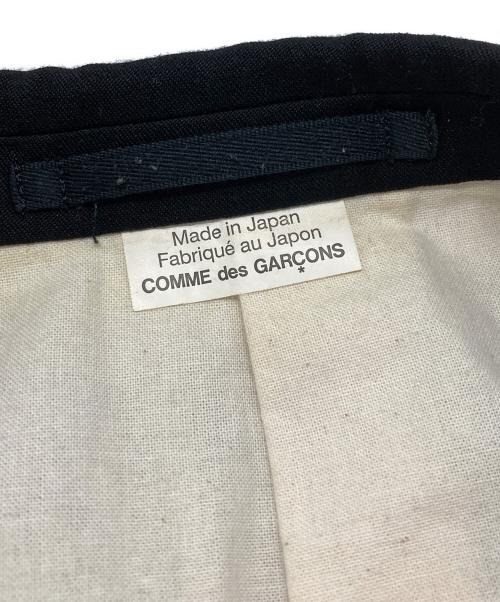 Made in Japan
Fabriqué au Japon
COMME des GARÇONS
*